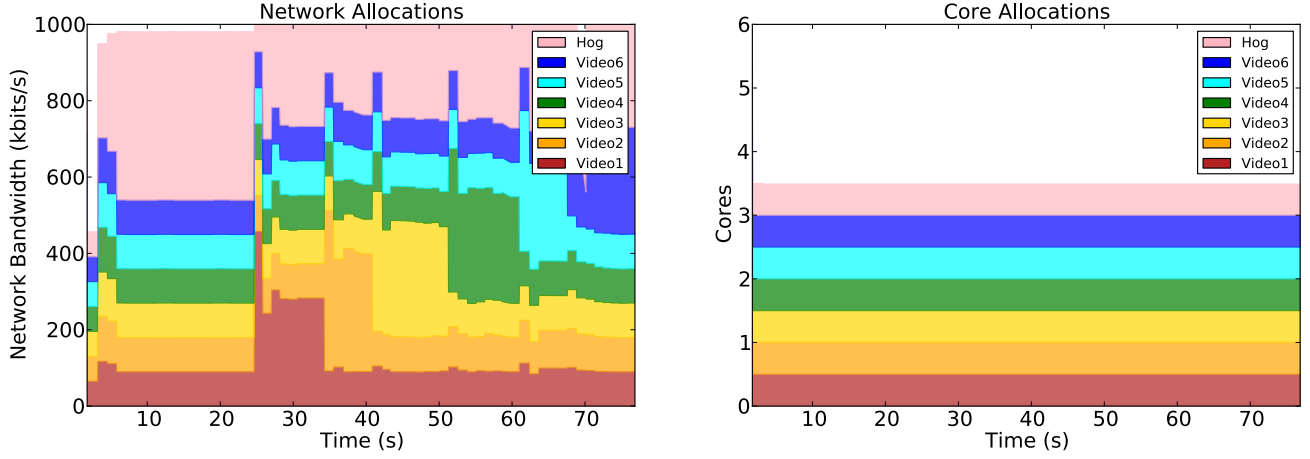 Network Allocations
Network Bandwidth (kbits/s)
1000
800
600
400
200
0
10 20 30 40 50 60 70
Time (s)
Hog
Video6
Video5
Video4
Video3
Video2
Video1
Core Allocations
Cores
6
5
4
3
2
1
0
10 20 30 40 50 60 70
Time (s)
Hog
Video6
Video5
Video4
Video3
Video2
Video1